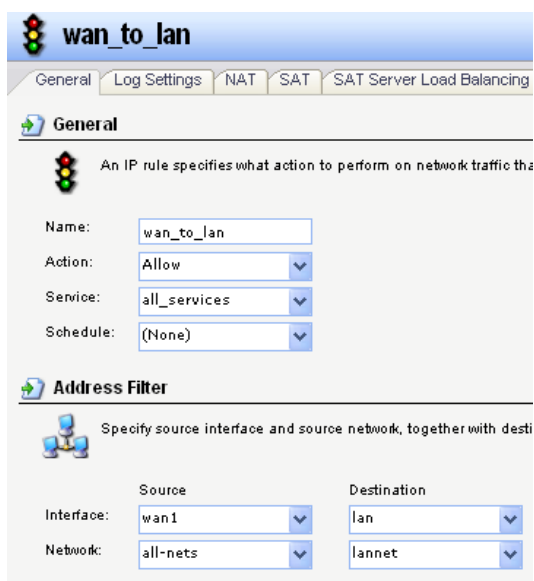 wan_to_lan
General Log Settings NAT SAT SAT Server Load Balancing
General
An IP rule specifies what action to perform on network traffic tha
Name: wan_to_lan
Action: Allow
Service: all_services
Schedule: (None)
Address Filter
Specify source interface and source network, together with desti
Source Destination
Interface: wan1 lan
Network: all-nets lannet